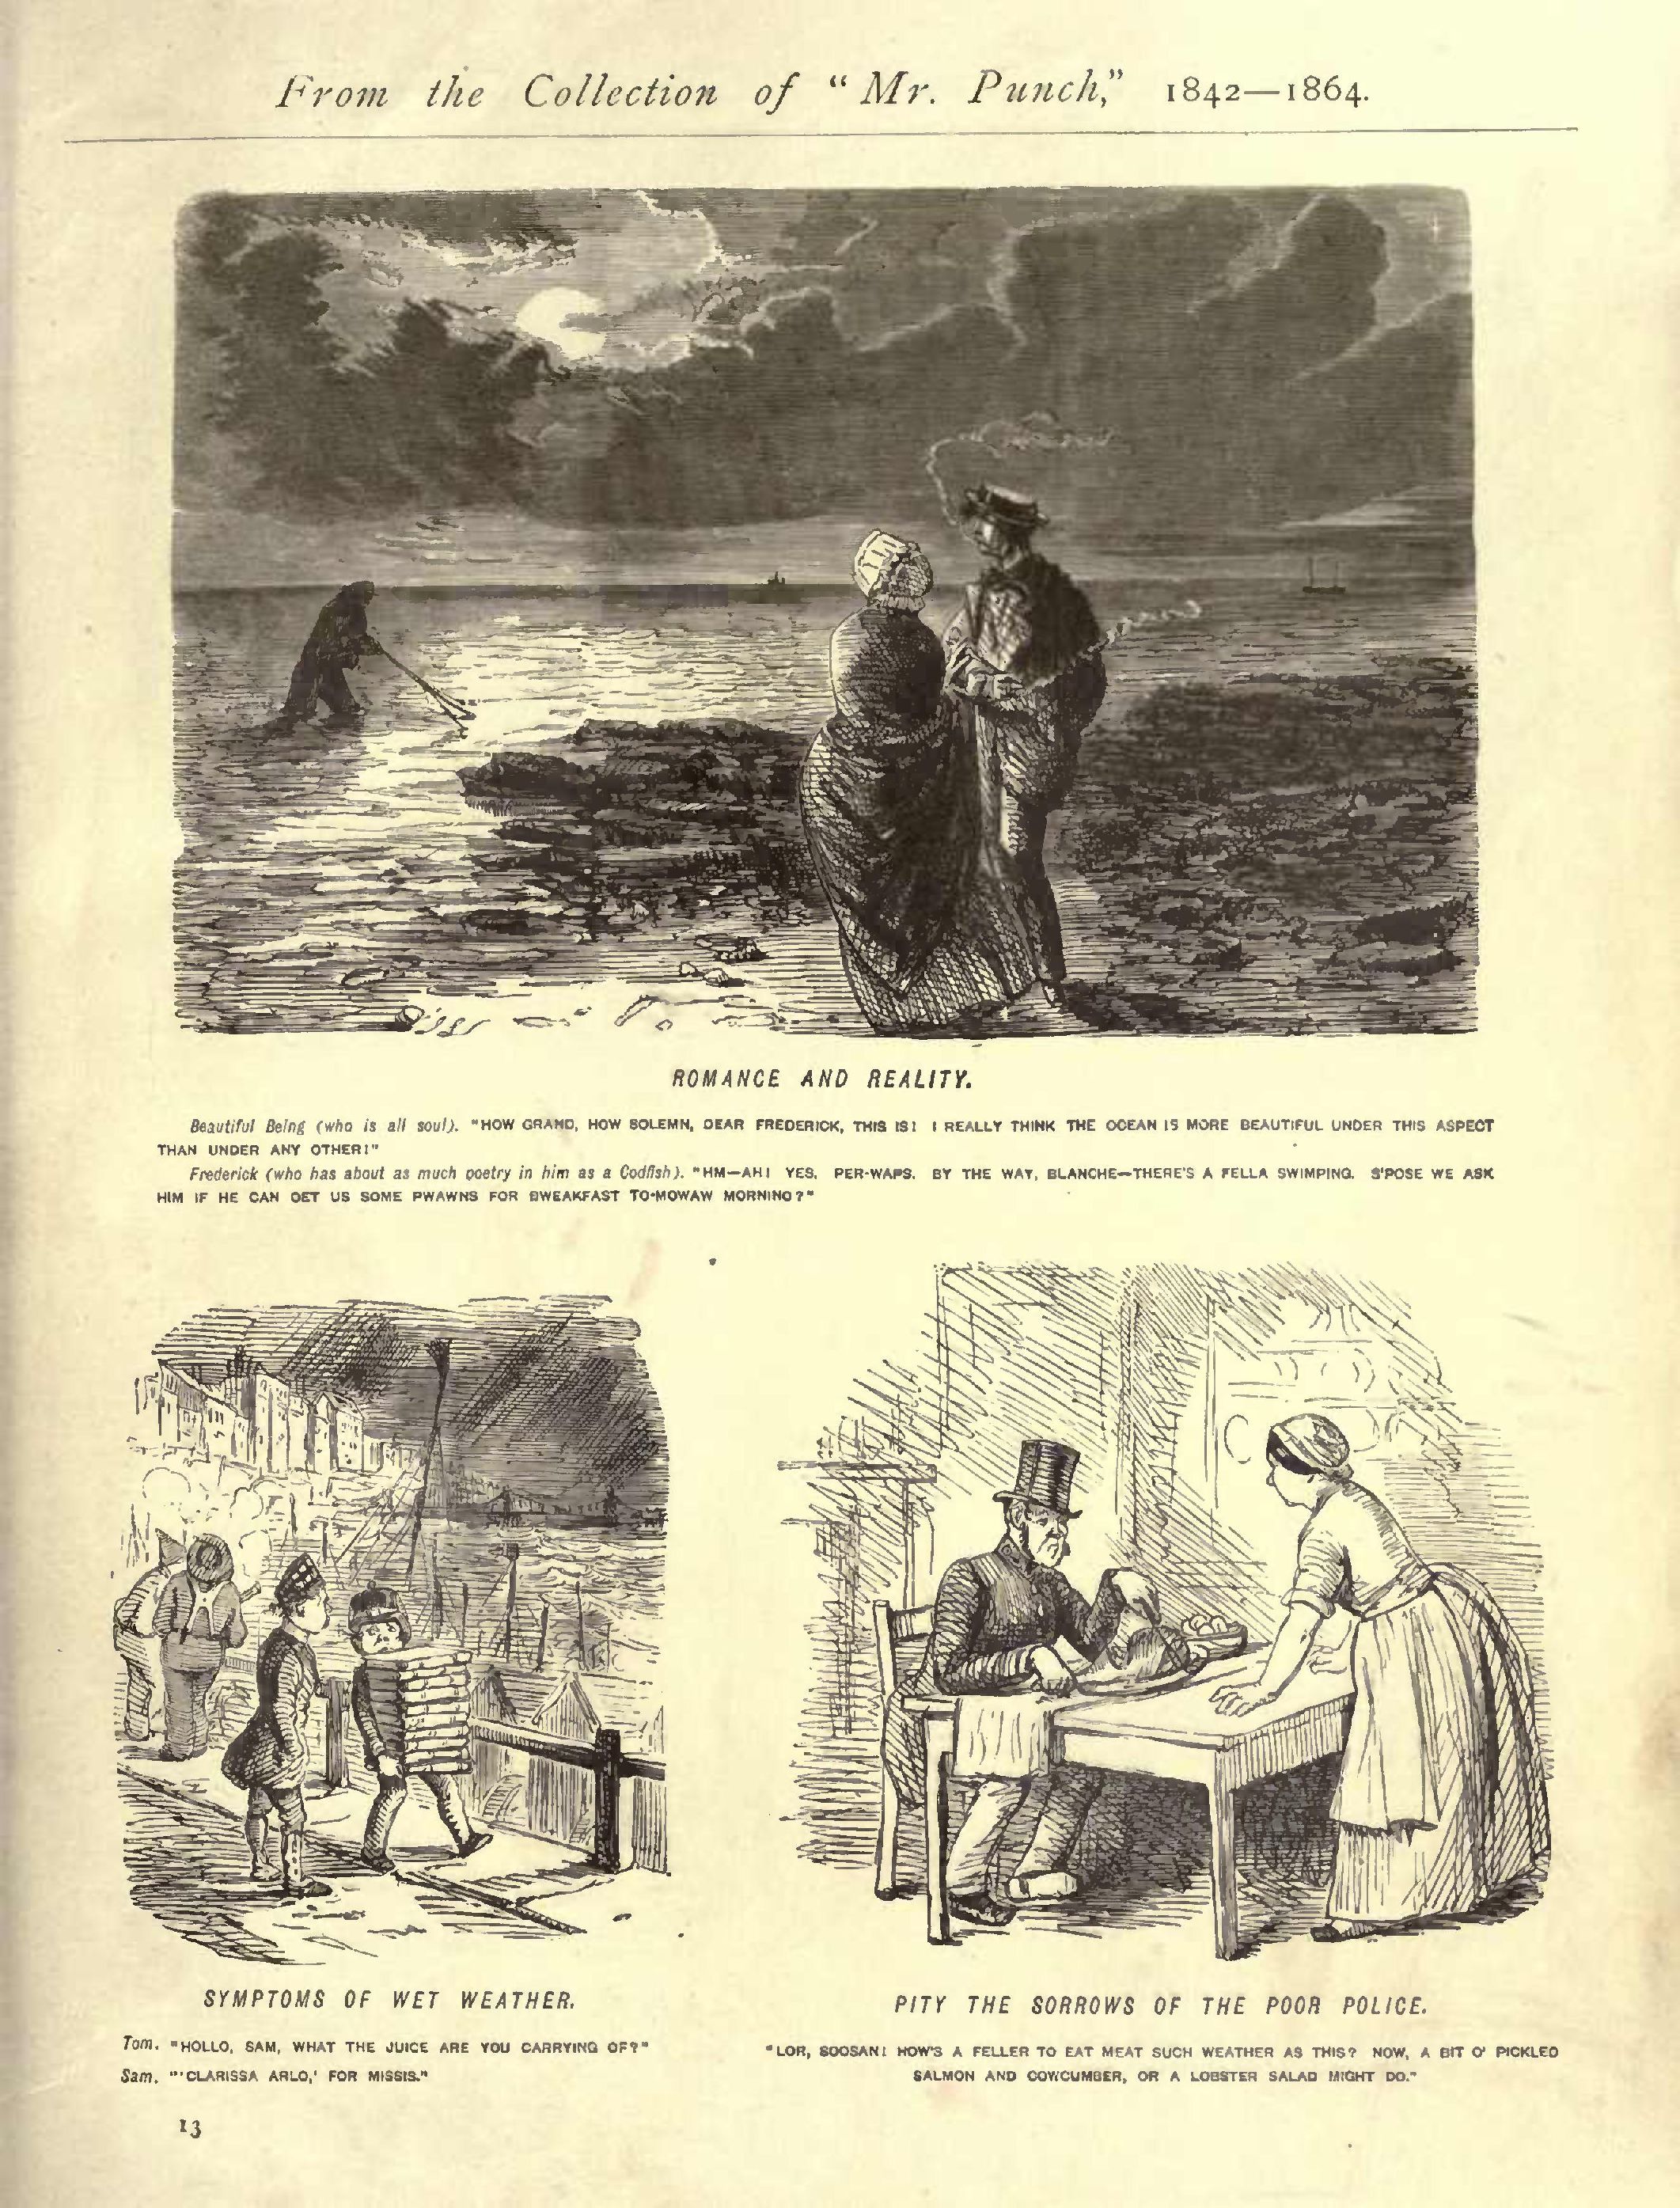 From the Collection of "Mr. Punch," 1842—1864.
ROMANCE AND REALITY.
Beautiful Being (who is all soul). "HOW GRAND, HOW SOLEMN, DEAR FREDERICK, THIS IS! I REALLY THINK THE OCEAN IS MORE BEAUTIFUL UNDER THIS ASPECT
THAN UNDER ANY OTHER!"
Frederick (who has about as much poetry in him as a Codfish). "HM—AH! YES. PER-WAPS. BY THE WAY, BLANCHE—THERE'S A FELLA SWIMPING. S'POSE WE ASK
HIM IF HE CAN GET US SOME PWAWNS FOR BWEAKFAST TO-MOWAW MORNING?"
SYMPTOMS OF WET WEATHER.
Tom. "HOLLO, SAM, WHAT THE JUICE ARE YOU CARRYING OF?"
Sam. "'CLARISSA ARLO,' FOR MISSIS."
PITY THE SORROWS OF THE POOR POLICE.
"LOR, SOOSAN! HOW'S A FELLER TO EAT MEAT SUCH WEATHER AS THIS? NOW, A BIT O' PICKLED
SALMON AND COWCUMBER, OR A LOBSTER SALAD MIGHT DO."
13